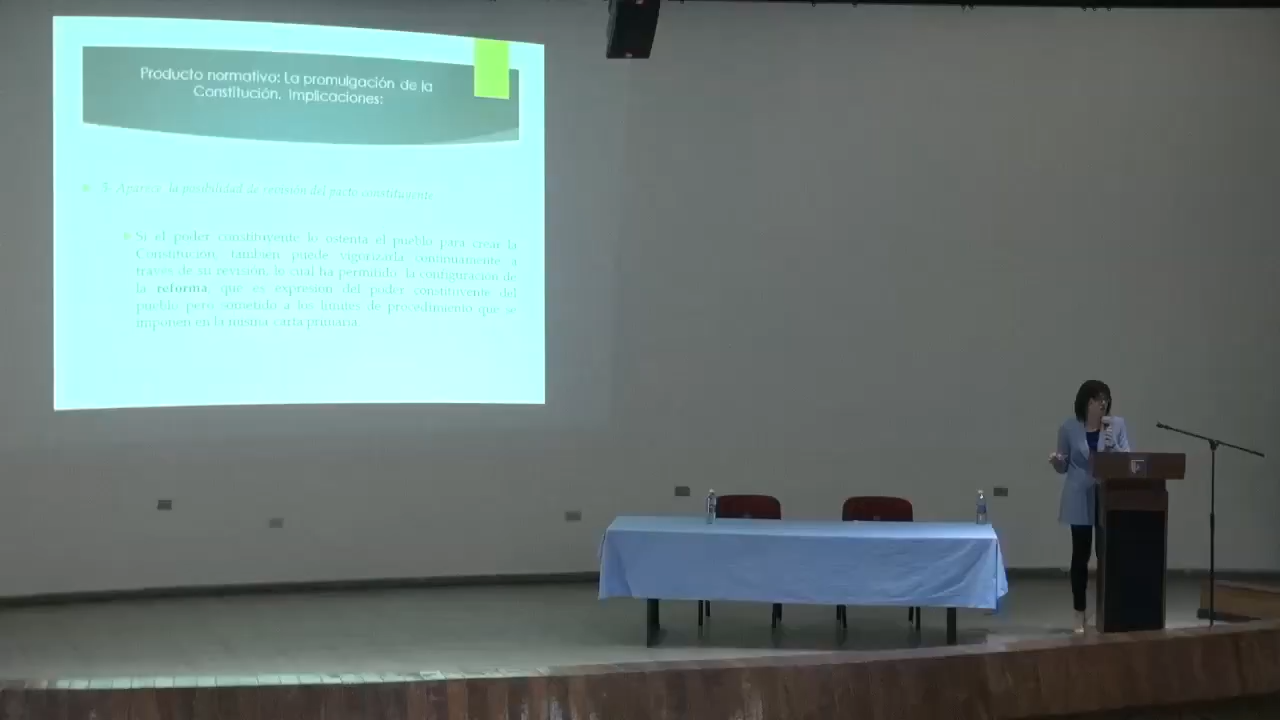 Producto normativo: La promulgación de la
Constitución. Implicaciones:
Aparece la posibilidad de revisión del pacto constituyente
Si el poder constituyente lo ostenta el pueblo para crear la
Constitución, también puede vigorizarla continuamente a
través de su revisión, lo cual ha permitido la configuración de
la reforma, que es expresión del poder constituyente del
pueblo pero sometido a los límites de procedimiento que se
imponen en la misma carta primaria